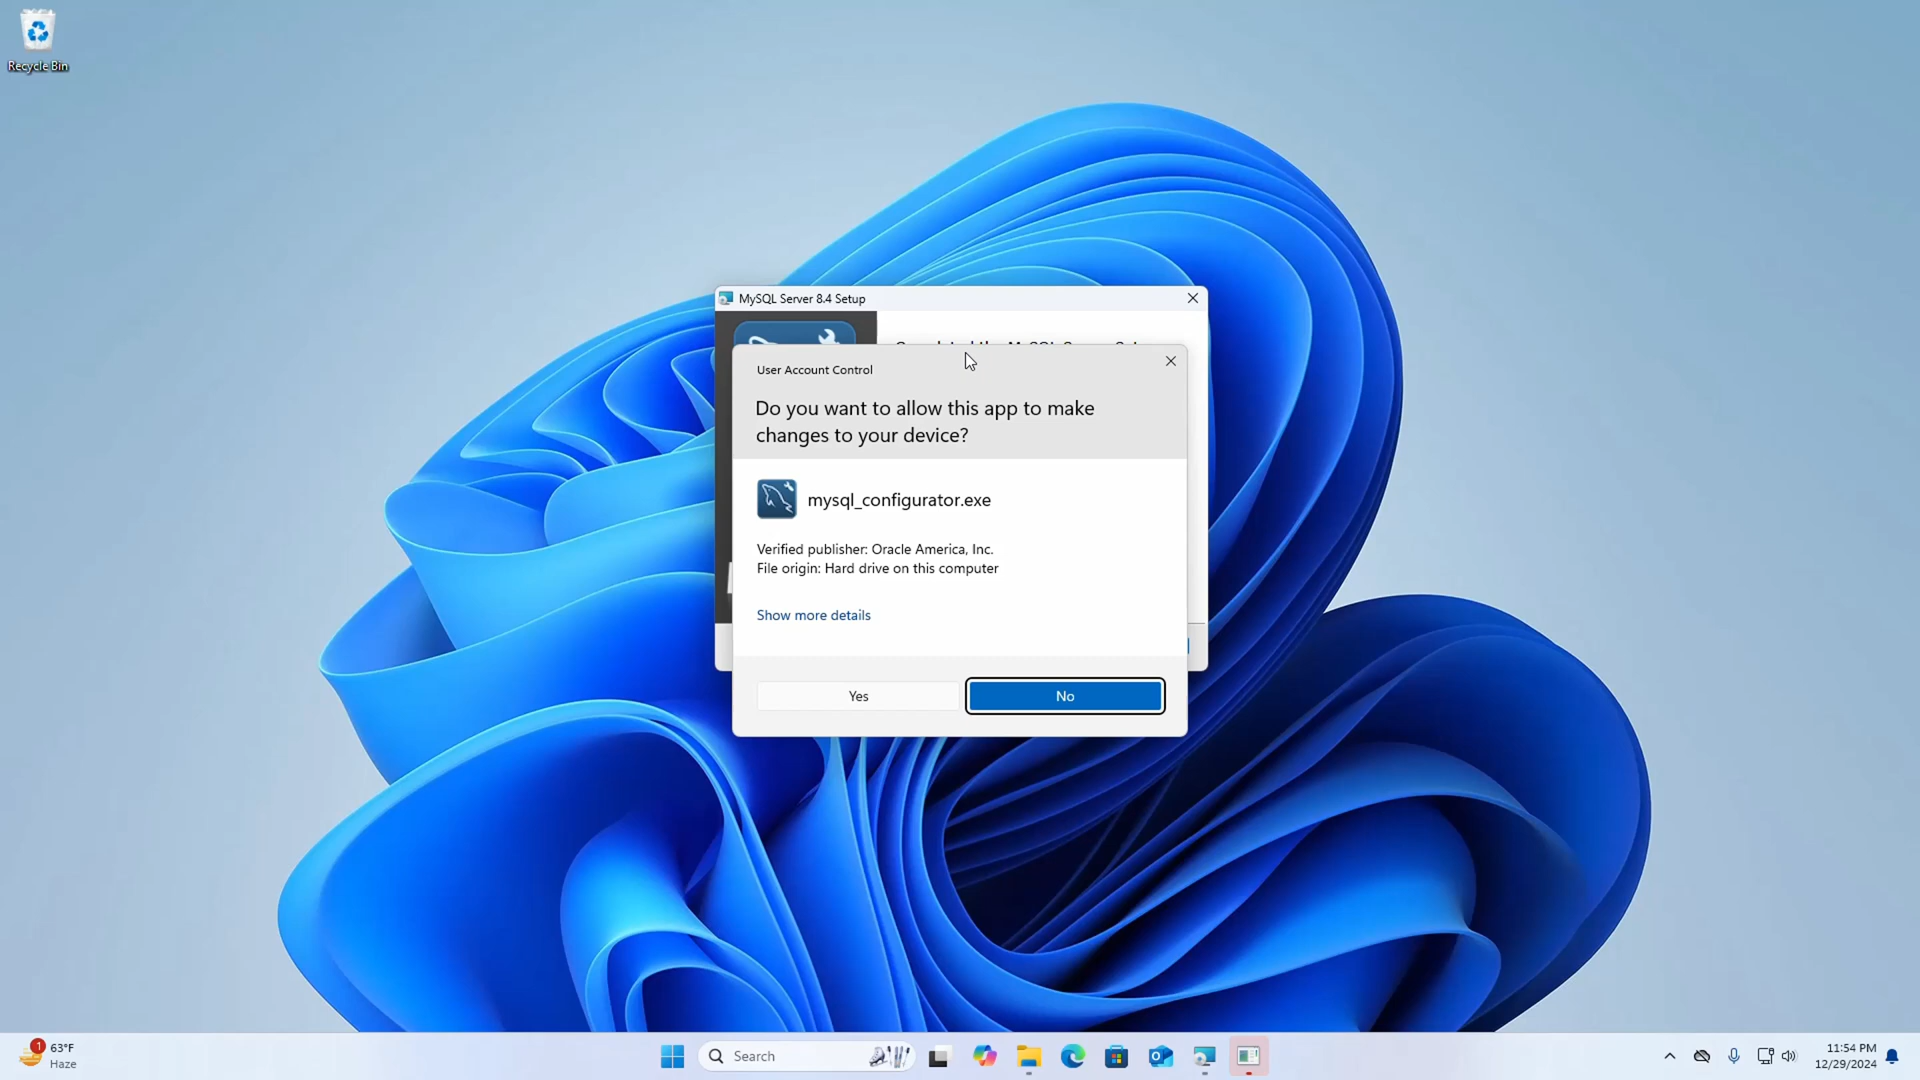 Recycle Bin
MySQL Server 8.4 Setup
User Account Control
Do you want to allow this app to make
changes to your device?
mysql_configurator.exe
Verified publisher: Oracle America, Inc.
File origin: Hard drive on this computer
Show more details
Yes
No
1
63°F
Haze
Search
11:54 PM
12/29/2024